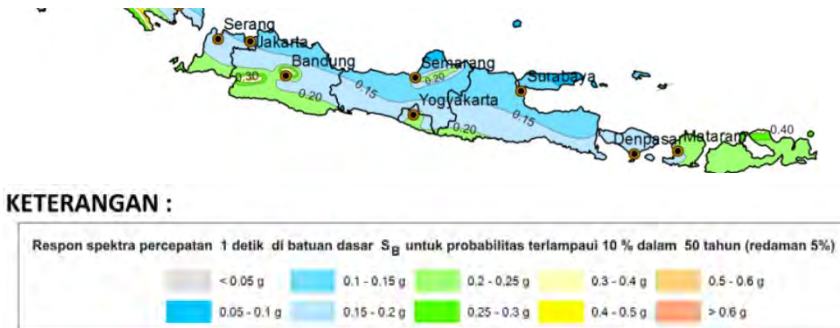 Serang
Jakarta
Bandung
Semarang
0.30
0.20
Surabaya
0.15
0.20
Yogyakarta
0.15
0.20
Denpasar
Mataram
0.40
KETERANGAN :
Respon spektra percepatan 1 detik di batuan dasar SB untuk probabilitas terlampaui 10 % dalam 50 tahun (redaman 5%)
< 0.05 g 0.1 - 0.15 g 0.2 - 0.25 g 0.3 - 0.4 g 0.5 - 0.6 g
0.05 - 0.1 g 0.15 - 0.2 g 0.25 - 0.3 g 0.4 - 0.5 g > 0.6 g